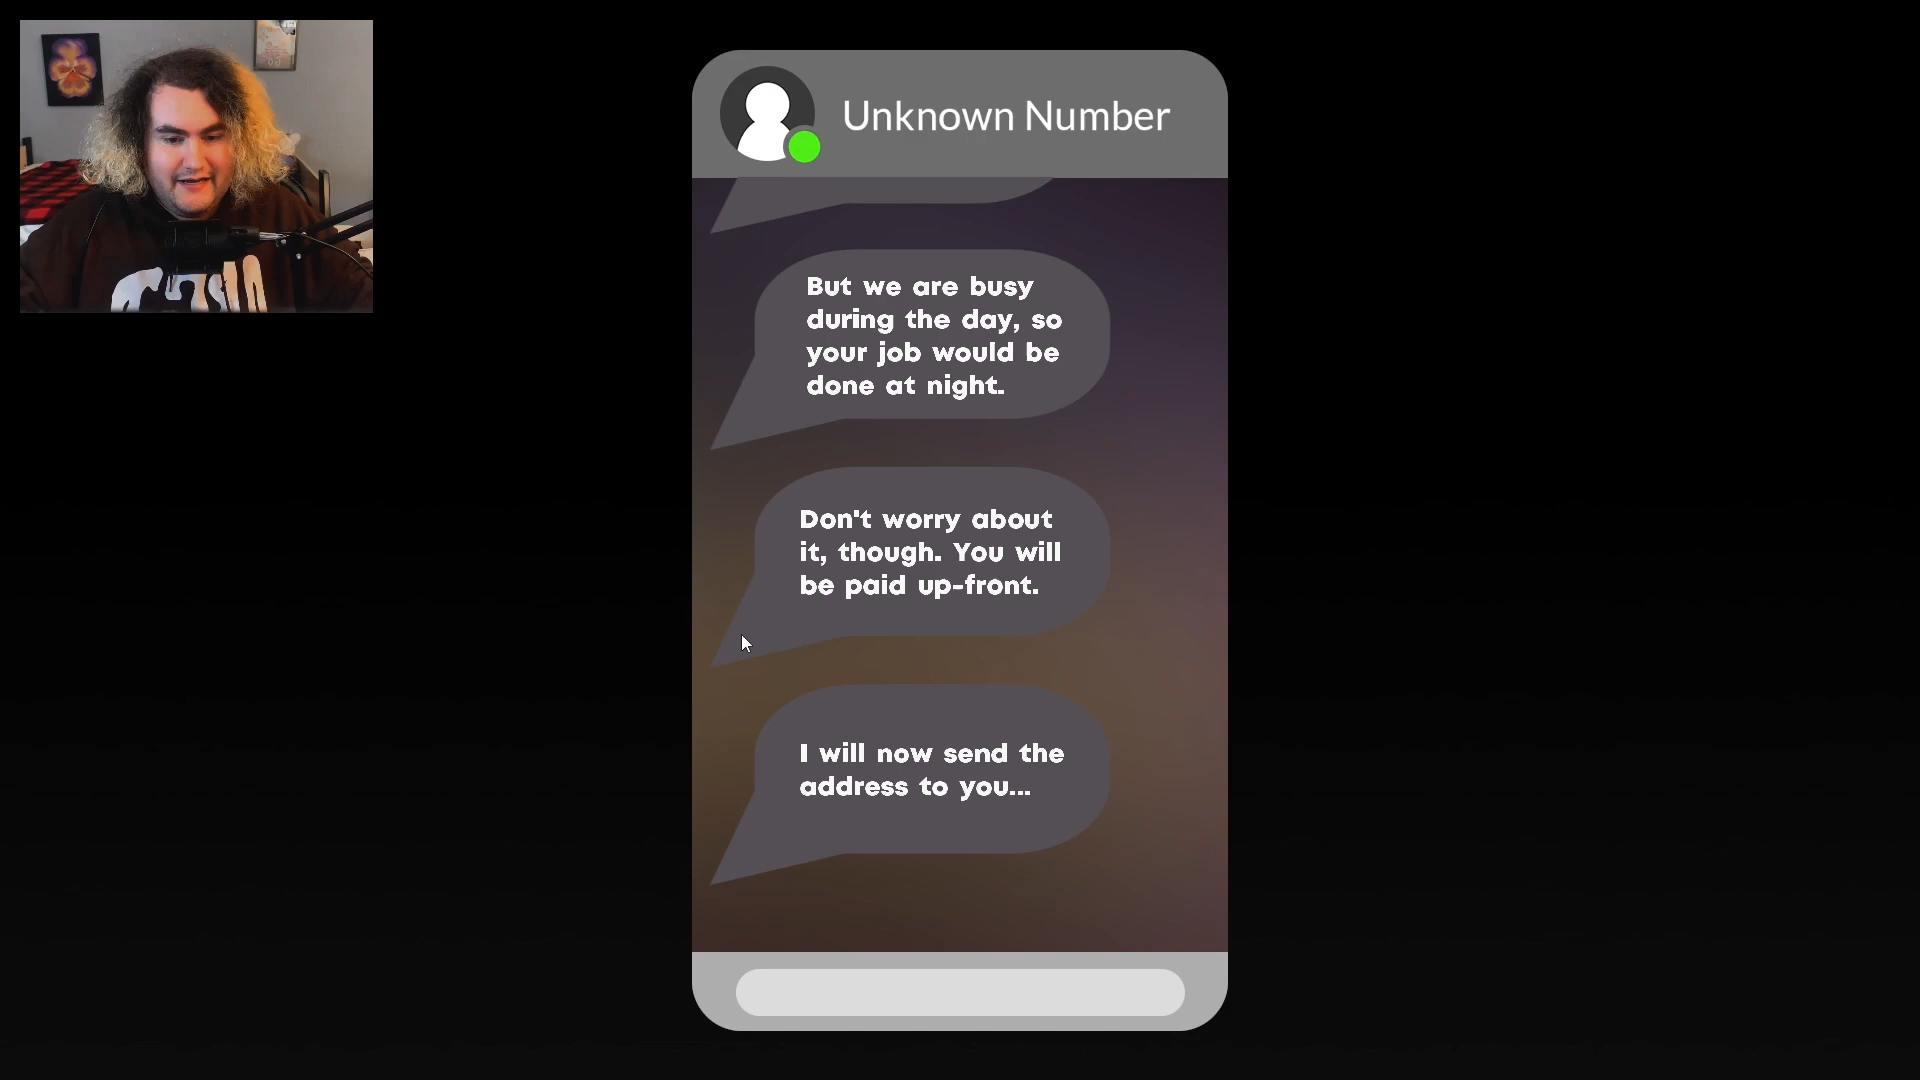 Unknown Number
But we are busy
during the day, so
your job would be
done at night.
Don't worry about
it, though. You will
be paid up-front.
I will now send the
address to you...